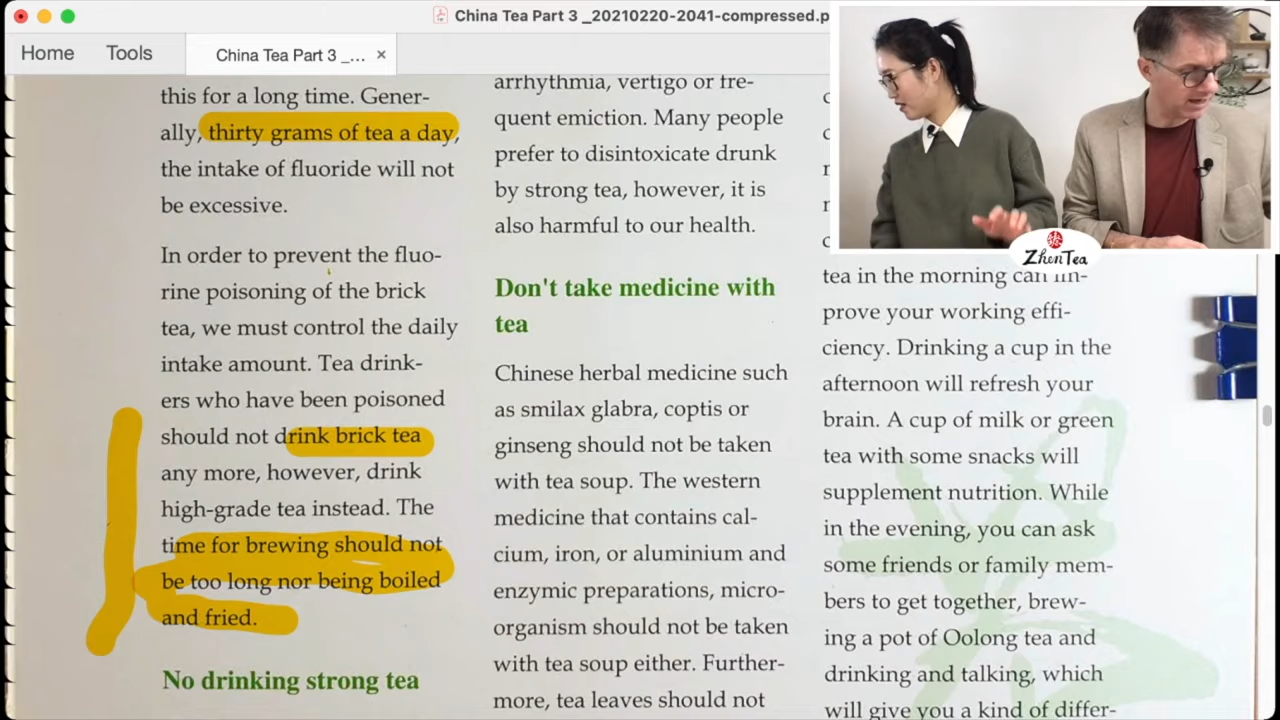 China Tea Part 3 _20210220-2041-compressed.p
Home
Tools
China Tea Part 3 _...
×
this for a long time. Gener-
ally, thirty grams of tea a day,
the intake of fluoride will not
be excessive.
In order to prevent the fluo-
rine poisoning of the brick
tea, we must control the daily
intake amount. Tea drink-
ers who have been poisoned
should not drink brick tea
any more, however, drink
high-grade tea instead. The
time for brewing should not
be too long nor being boiled
and fried.
No drinking strong tea
arrhythmia, vertigo or fre-
quent emiction. Many people
prefer to disintoxicate drunk
by strong tea, however, it is
also harmful to our health.
Don't take medicine with
tea
Chinese herbal medicine such
as smilax glabra, coptis or
ginseng should not be taken
with tea soup. The western
medicine that contains cal-
cium, iron, or aluminium and
enzymic preparations, micro-
organism should not be taken
with tea soup either. Further-
more, tea leaves should not
ZhenTea
tea in the morning can im-
prove your working effi-
ciency. Drinking a cup in the
afternoon will refresh your
brain. A cup of milk or green
tea with some snacks will
supplement nutrition. While
in the evening, you can ask
some friends or family mem-
bers to get together, brew-
ing a pot of Oolong tea and
drinking and talking, which
will give you a kind of differ-